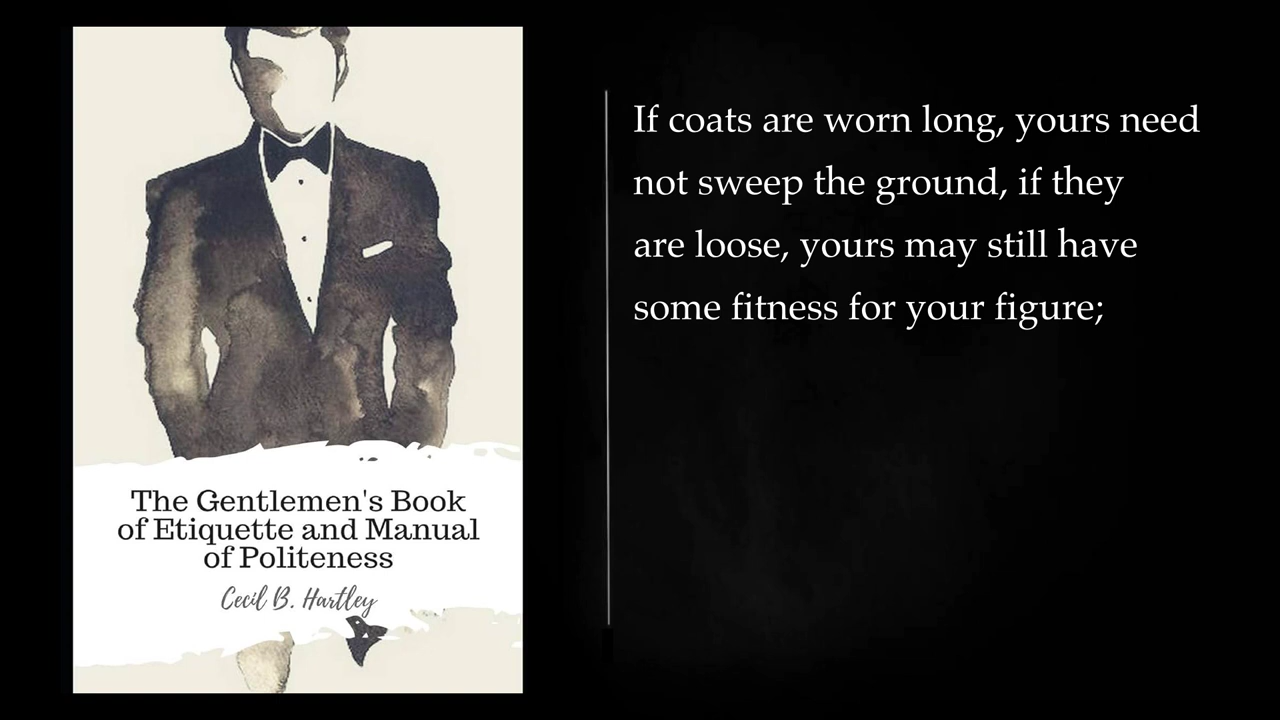 The Gentlemen's Book
of Etiquette and Manual
of Politeness
Cecil B. Hartley
If coats are worn long, yours need
not sweep the ground, if they
are loose, yours may still have
some fitness for your figure;